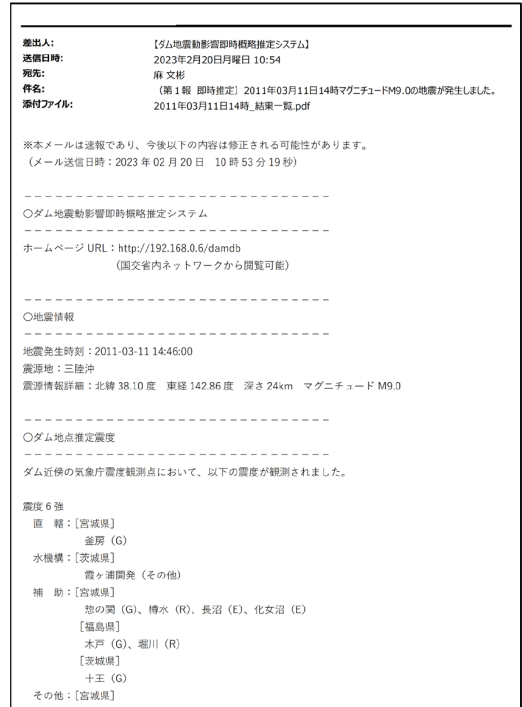 差出人: 【ダム地震動影響即時概略推定システム】
送信日時: 2023年2月20日月曜日 10:54
宛先: 麻 文彬
件名: （第１報 即時推定）2011年03月11日14時マグニチュードM9.0の地震が発生しました。
添付ファイル: 2011年03月11日14時_結果一覧.pdf
※本メールは速報であり、今後以下の内容は修正される可能性があります。
（メール送信日時：2023 年 02 月 20 日　10 時 53 分 19 秒）
－－－－－－－－－－－－－－－－－－－－－－－－－－－－－－
○ダム地震動影響即時概略推定システム
－－－－－－－－－－－－－－－－－－－－－－－－－－－－－－
ホームページ URL：http://192.168.0.6/damdb
（国交省内ネットワークから閲覧可能）
－－－－－－－－－－－－－－－－－－－－－－－－－－－－－－
○地震情報
－－－－－－－－－－－－－－－－－－－－－－－－－－－－－－
地震発生時刻：2011-03-11 14:46:00
震源地：三陸沖
震源情報詳細：北緯 38.10 度　東経 142.86 度　深さ 24km　マグニチュード M9.0
－－－－－－－－－－－－－－－－－－－－－－－－－－－－－－
○ダム地点推定震度
－－－－－－－－－－－－－－－－－－－－－－－－－－－－－－
ダム近傍の気象庁震度観測点において、以下の震度が観測されました。
震度 6 強
直　轄：［宮城県］
釜房（G）
水機構：［茨城県］
霞ヶ浦開発（その他）
補　助：［宮城県］
惣の関（G）、樽水（R）、長沼（E）、化女沼（E）
［福島県］
木戸（G）、堀川（R）
［茨城県］
十王（G）
その他：［宮城県］